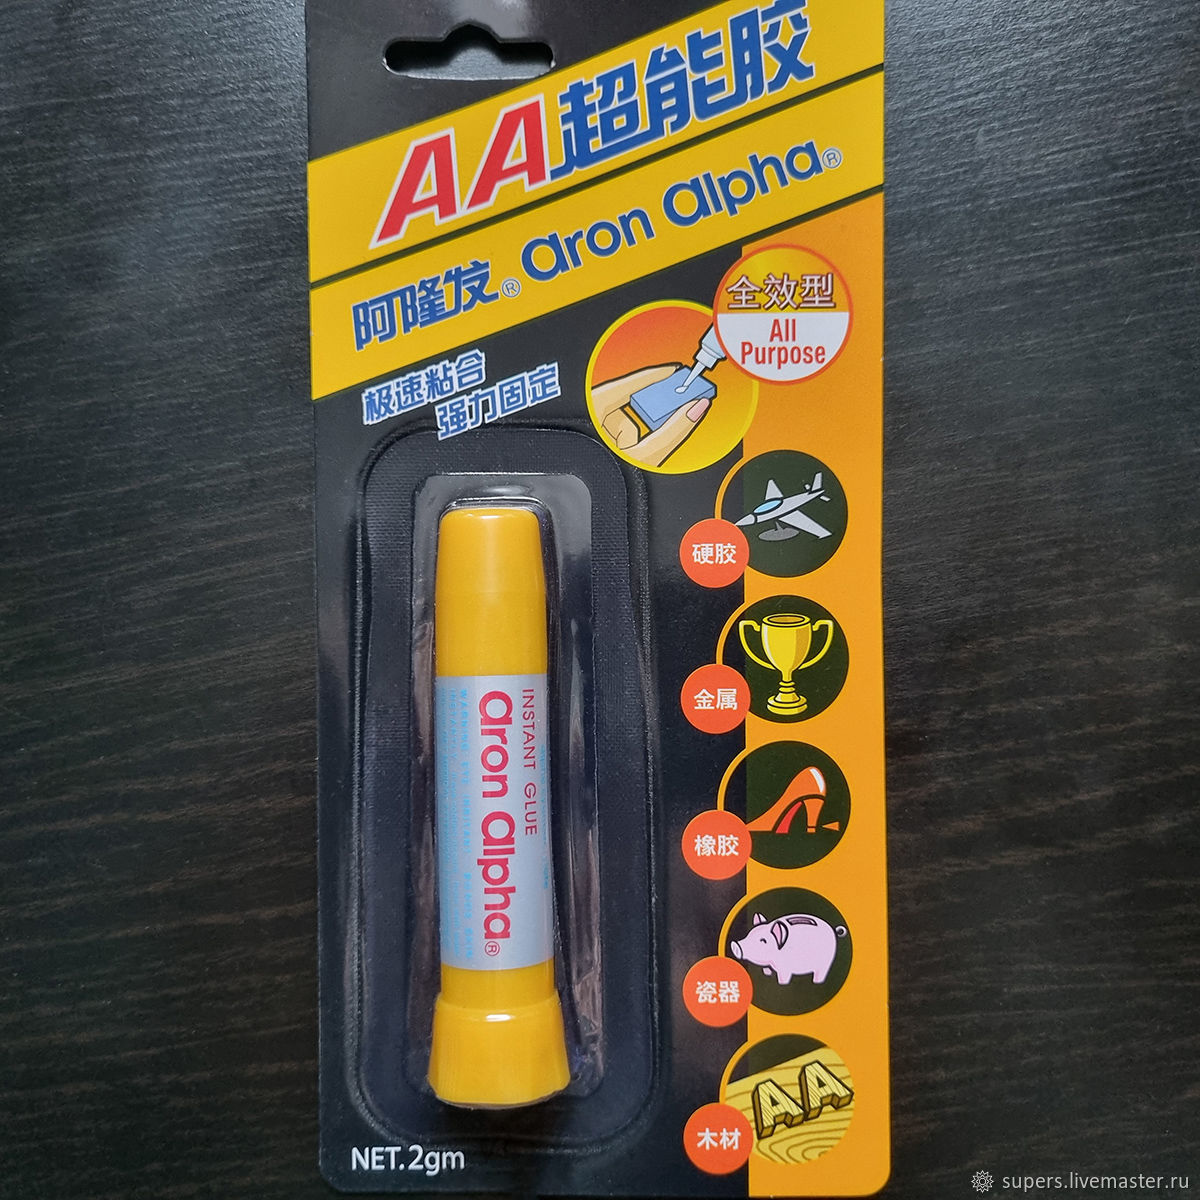 AA超能胶
阿隆发® aron alpha®
全效型
All
Purpose
极速粘合
强力固定
硬胶
金属
橡胶
瓷器
木材
AA
INSTANT GLUE
aron alpha®
NET.2gm
supers.livemaster.ru